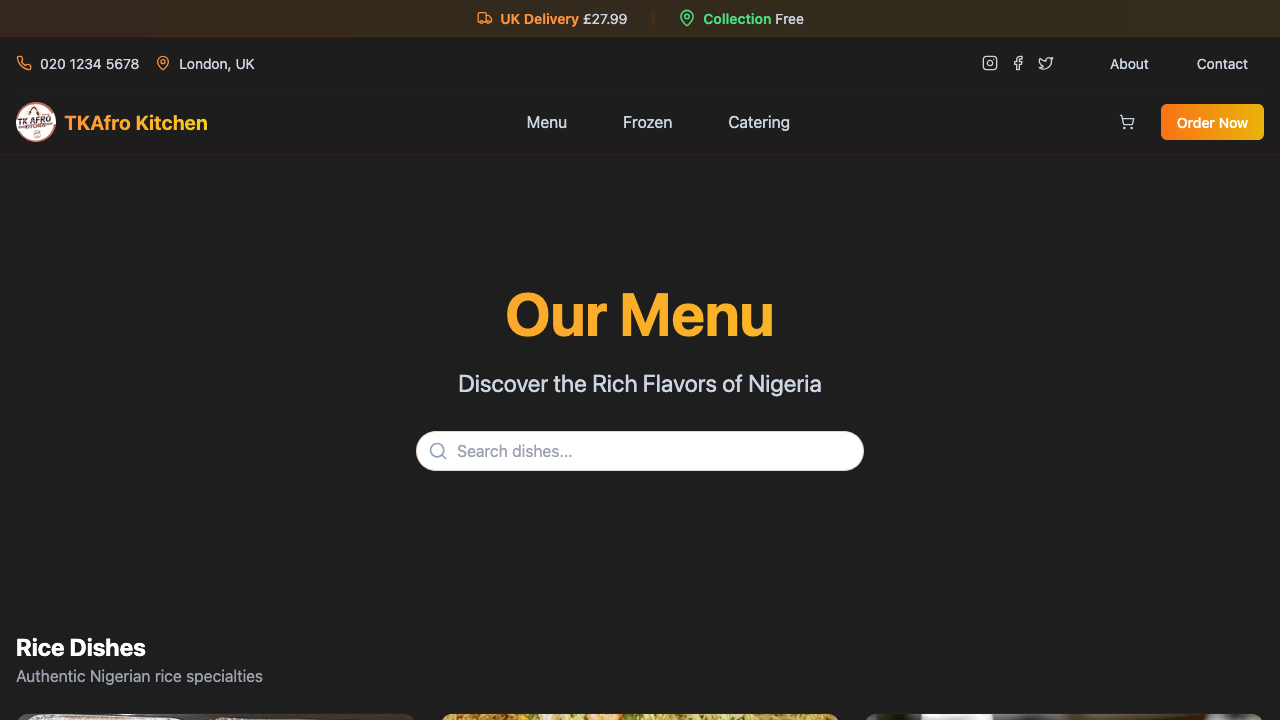 UK Delivery £27.99 Collection Free
020 1234 5678 London, UK About Contact
TK AFRO KITCHEN
TKAfro Kitchen Menu Frozen Catering Order Now
Our Menu
Discover the Rich Flavors of Nigeria
Search dishes...
Rice Dishes
Authentic Nigerian rice specialties